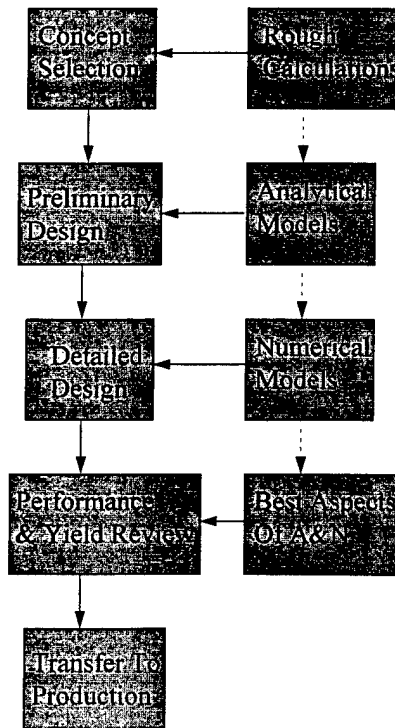 Concept
Selection
Rough
Calculations
Preliminary
Design
Analytical
Models
Detailed
Design
Numerical
Models
Performance
& Yield Review
Best Aspects
Of A&N
Transfer To
Production